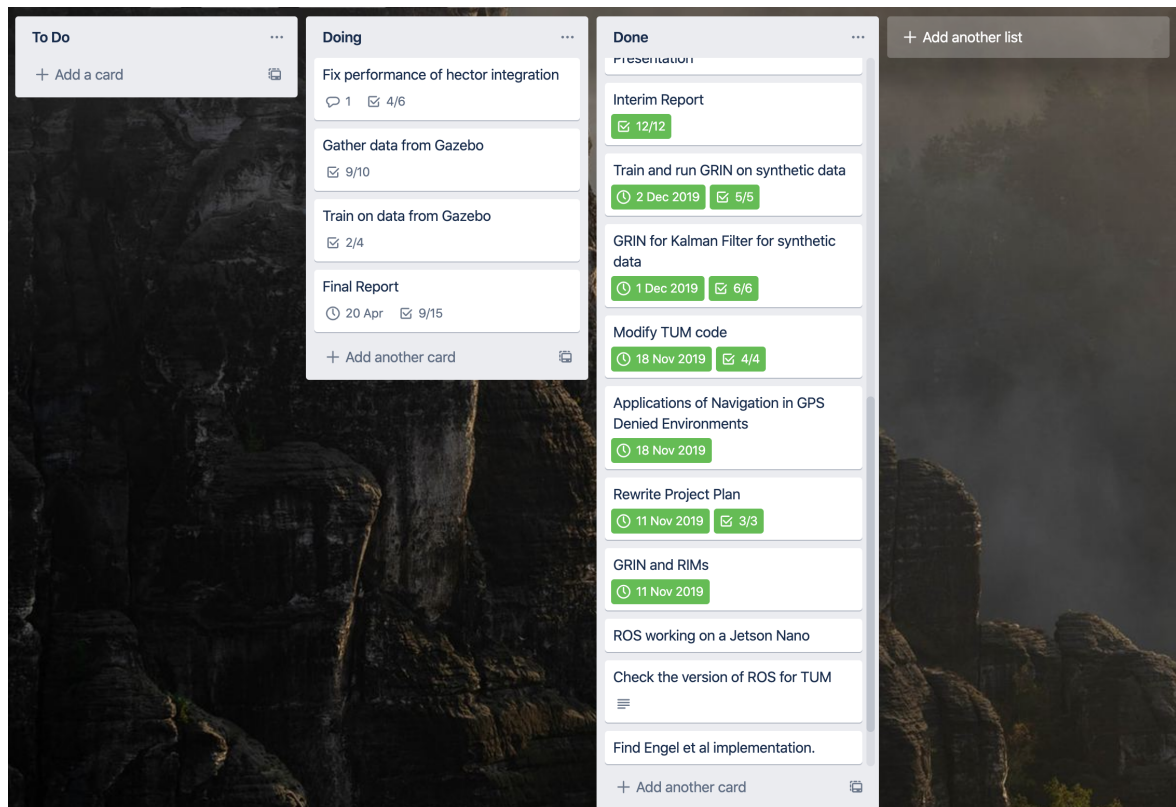 To Do
+ Add a card
Doing
Fix performance of hector integration
1 4/6
Gather data from Gazebo
9/10
Train on data from Gazebo
2/4
Final Report
20 Apr 9/15
+ Add another card
Done
Presentation
Interim Report
12/12
Train and run GRIN on synthetic data
2 Dec 2019 5/5
GRIN for Kalman Filter for synthetic
data
1 Dec 2019 6/6
Modify TUM code
18 Nov 2019 4/4
Applications of Navigation in GPS
Denied Environments
18 Nov 2019
Rewrite Project Plan
11 Nov 2019 3/3
GRIN and RIMs
11 Nov 2019
ROS working on a Jetson Nano
Check the version of ROS for TUM
Find Engel et al implementation.
+ Add another card
+ Add another list